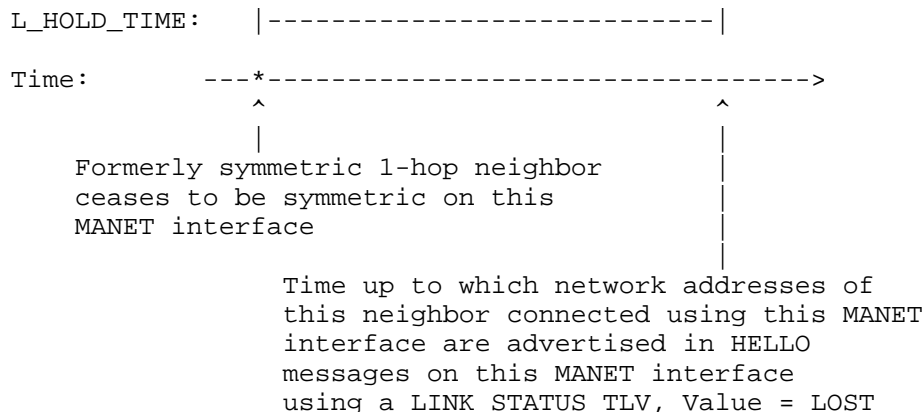 L_HOLD_TIME:   |----------------------------|
Time:       ---*---------------------------------->
Formerly symmetric 1-hop neighbor
ceases to be symmetric on this
MANET interface
Time up to which network addresses of
this neighbor connected using this MANET
interface are advertised in HELLO
messages on this MANET interface
using a LINK_STATUS TLV, Value = LOST